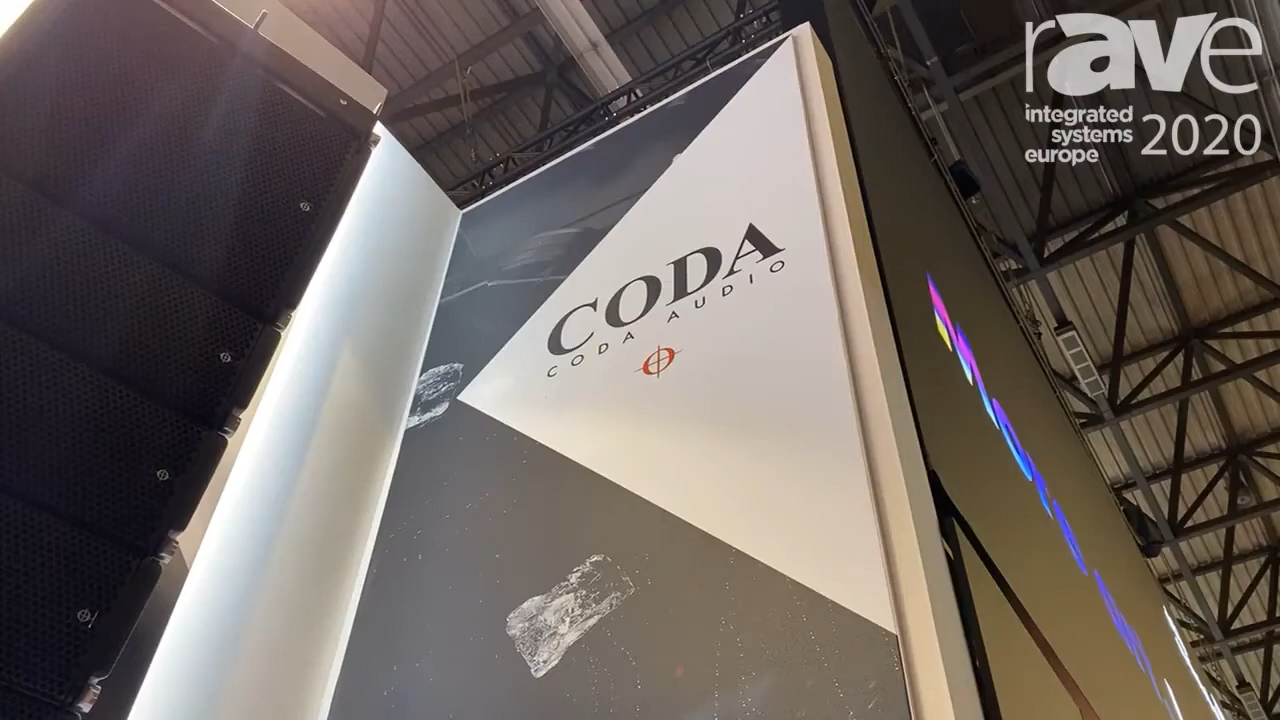 rave
integrated
systems
europe
2020
CODA
CODA AUDIO